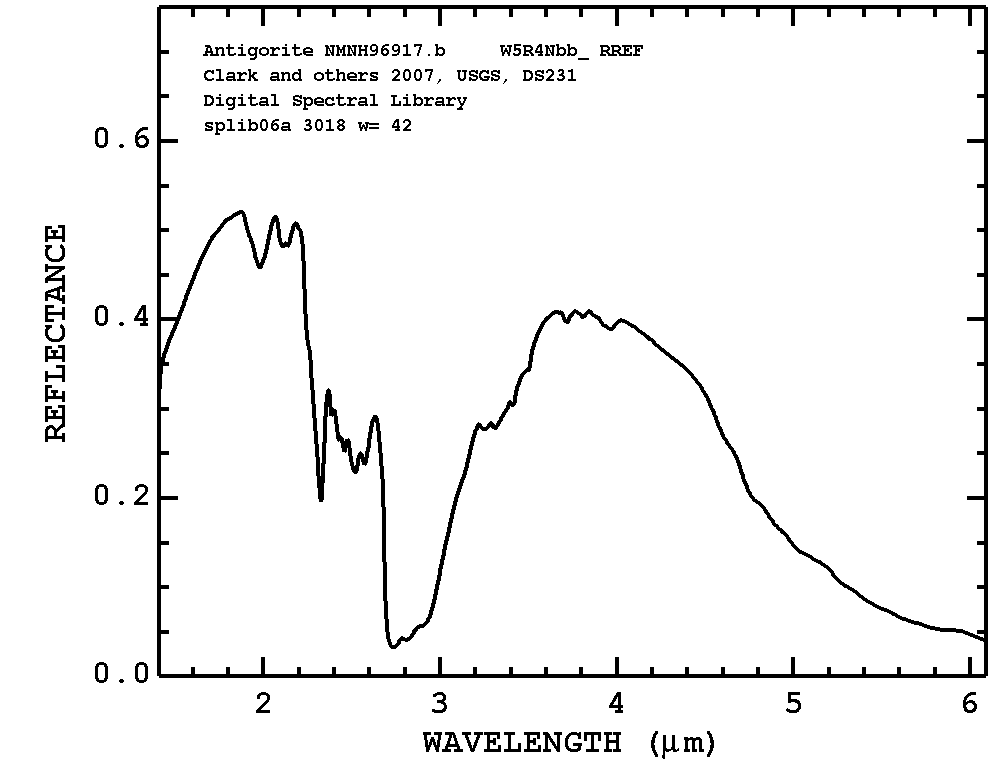 Antigorite NMNH96917.b W5R4Nbb_ RREF
Clark and others 2007, USGS, DS231
Digital Spectral Library
splib06a 3018 w= 42
0.6
0.4
0.2
0.0
REFLECTANCE
2 3 4 5 6
WAVELENGTH (μm)